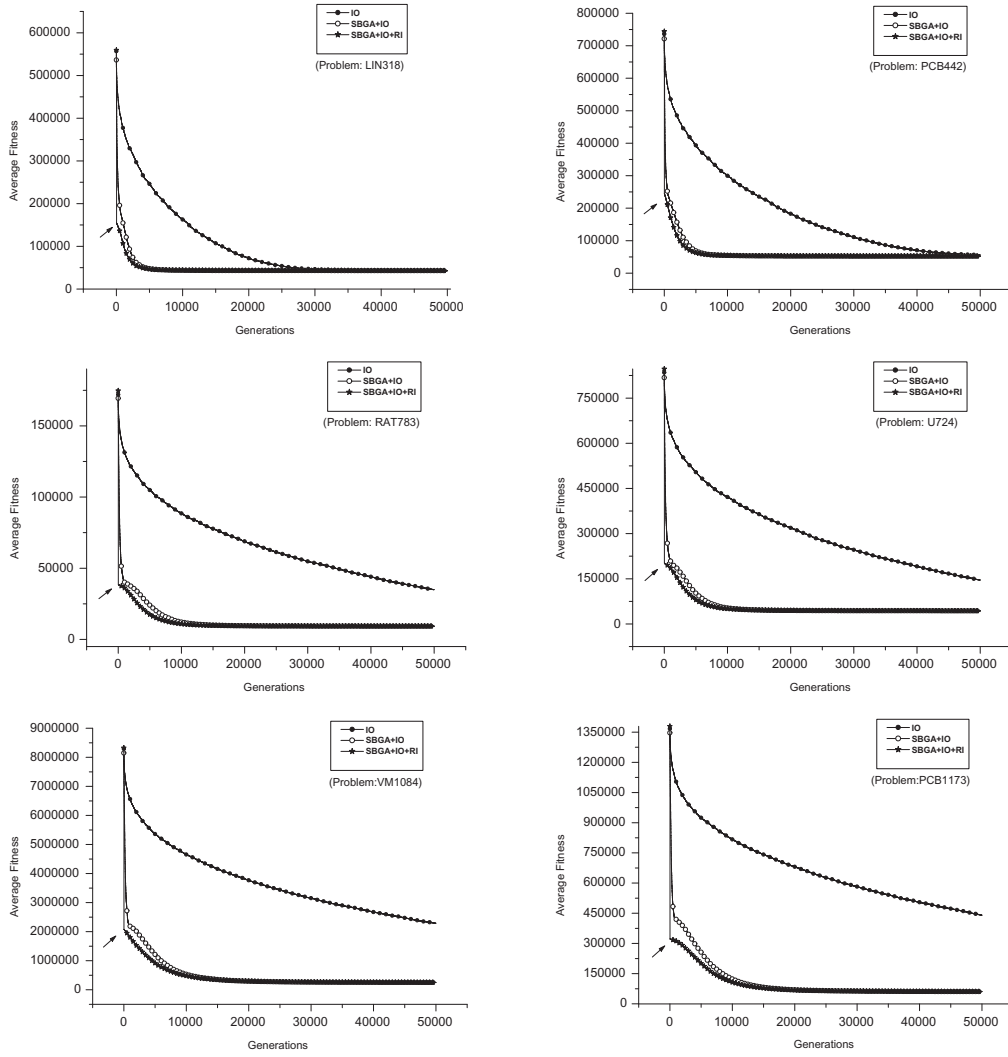 IO
SBGA+IO
SBGA+IO+RI
(Problem: LIN318)
600000
500000
400000
300000
200000
100000
0
Average Fitness
0 10000 20000 30000 40000 50000
Generations
IO
SBGA+IO
SBGA+IO+RI
(Problem: PCB442)
800000
700000
600000
500000
400000
300000
200000
100000
0
Average Fitness
0 10000 20000 30000 40000 50000
Generations
IO
SBGA+IO
SBGA+IO+RI
(Problem: RAT783)
150000
100000
50000
0
Average Fitness
0 10000 20000 30000 40000 50000
Generations
IO
SBGA+IO
SBGA+IO+RI
(Problem: U724)
750000
600000
450000
300000
150000
0
Average Fitness
0 10000 20000 30000 40000 50000
Generations
IO
SBGA+IO
SBGA+IO+RI
(Problem:VM1084)
9000000
8000000
7000000
6000000
5000000
4000000
3000000
2000000
1000000
0
Average Fitness
0 10000 20000 30000 40000 50000
Generations
IO
SBGA+IO
SBGA+IO+RI
(Problem:PCB1173)
1350000
1200000
1050000
900000
750000
600000
450000
300000
150000
0
Average Fitness
0 10000 20000 30000 40000 50000
Generations